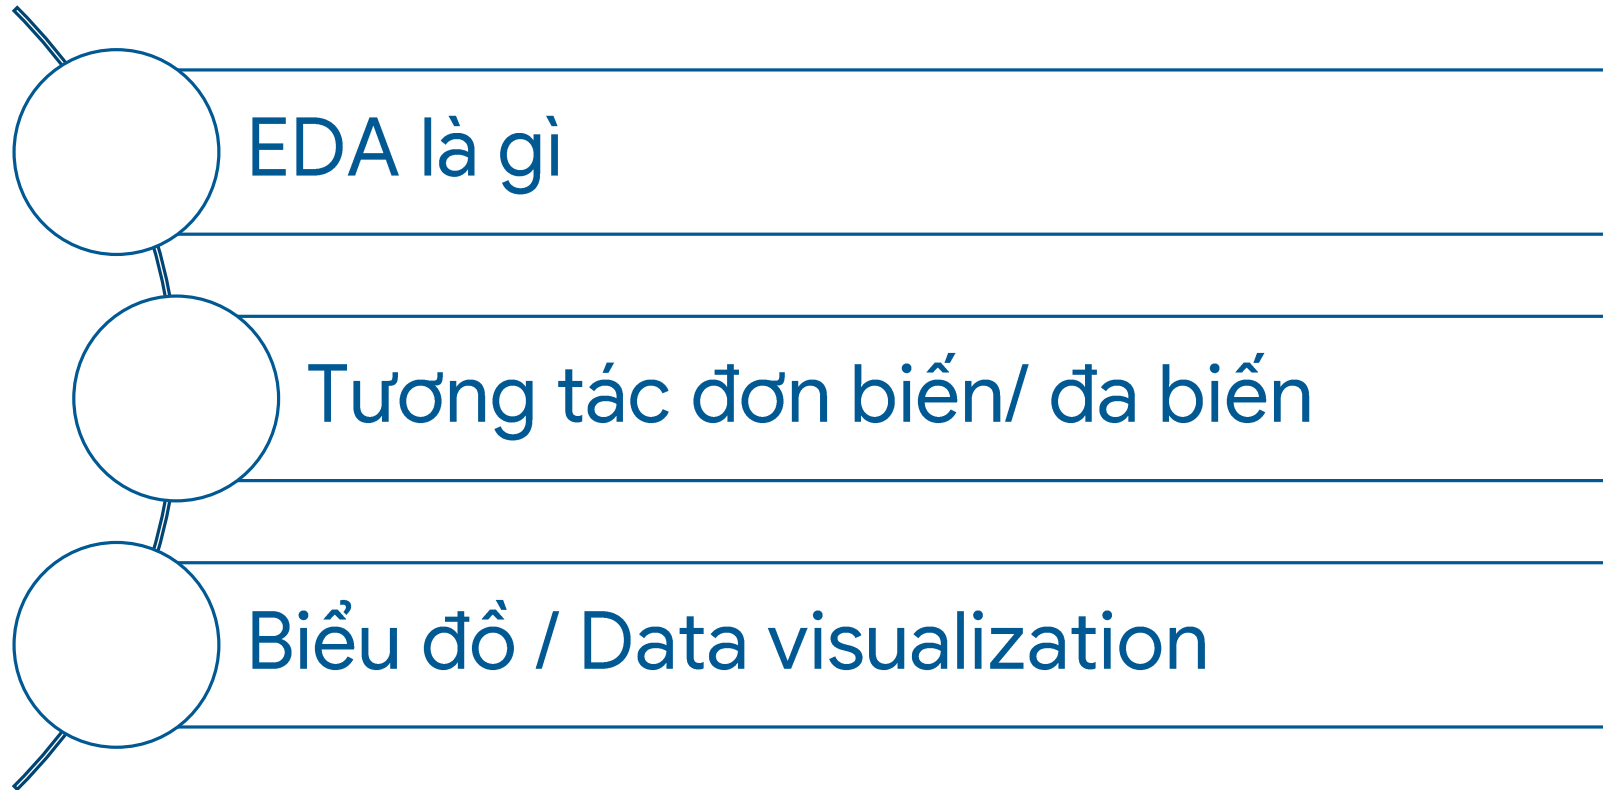 EDA là gì
Tương tác đơn biến/ đa biến
Biểu đồ / Data visualization